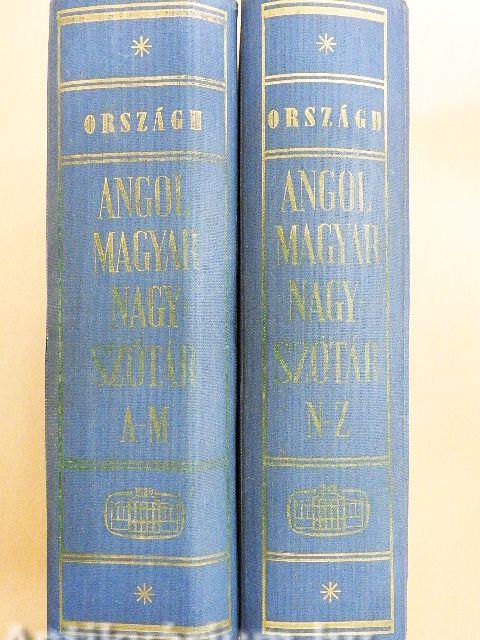 ORSZÁGH
ANGOL
MAGYAR
NAGY-
SZÓTÁR
A-M
ORSZÁGH
ANGOL
MAGYAR
NAGY-
SZÓTÁR
N-Z